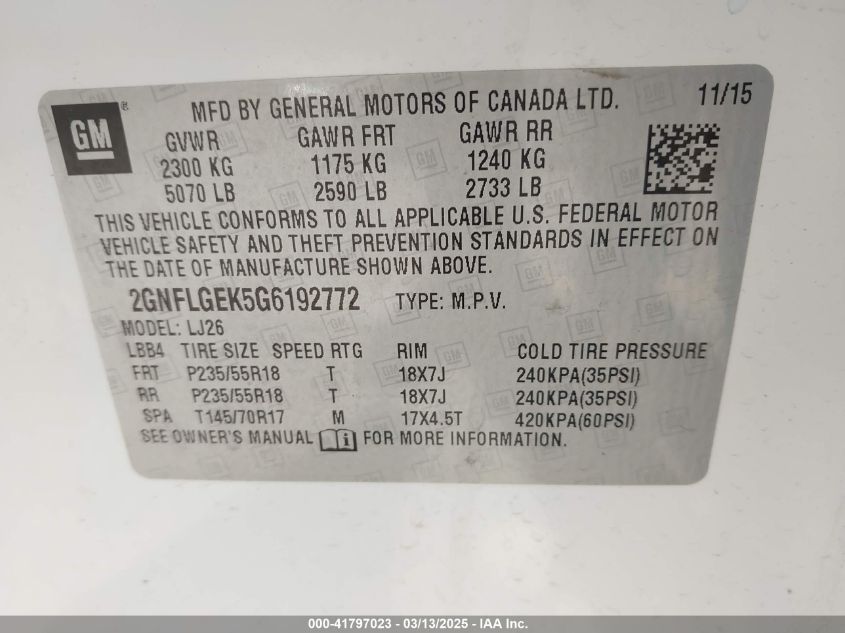 GM ® MFD BY GENERAL MOTORS OF CANADA LTD. 11/15
GVWR GAWR FRT GAWR RR
2300 KG 1175 KG 1240 KG
5070 LB 2590 LB 2733 LB
THIS VEHICLE CONFORMS TO ALL APPLICABLE U.S. FEDERAL MOTOR
VEHICLE SAFETY AND THEFT PREVENTION STANDARDS IN EFFECT ON
THE DATE OF MANUFACTURE SHOWN ABOVE.
2GNFLGEK5G6192772 TYPE: M.P.V.
MODEL: LJ26
LBB4 TIRE SIZE SPEED RTG RIM COLD TIRE PRESSURE
FRT P235/55R18 T 18X7J 240KPA(35PSI)
RR P235/55R18 T 18X7J 240KPA(35PSI)
SPA T145/70R17 M 17X4.5T 420KPA(60PSI)
SEE OWNER'S MANUAL FOR MORE INFORMATION.
000-41797023 - 03/13/2025 - IAA Inc.